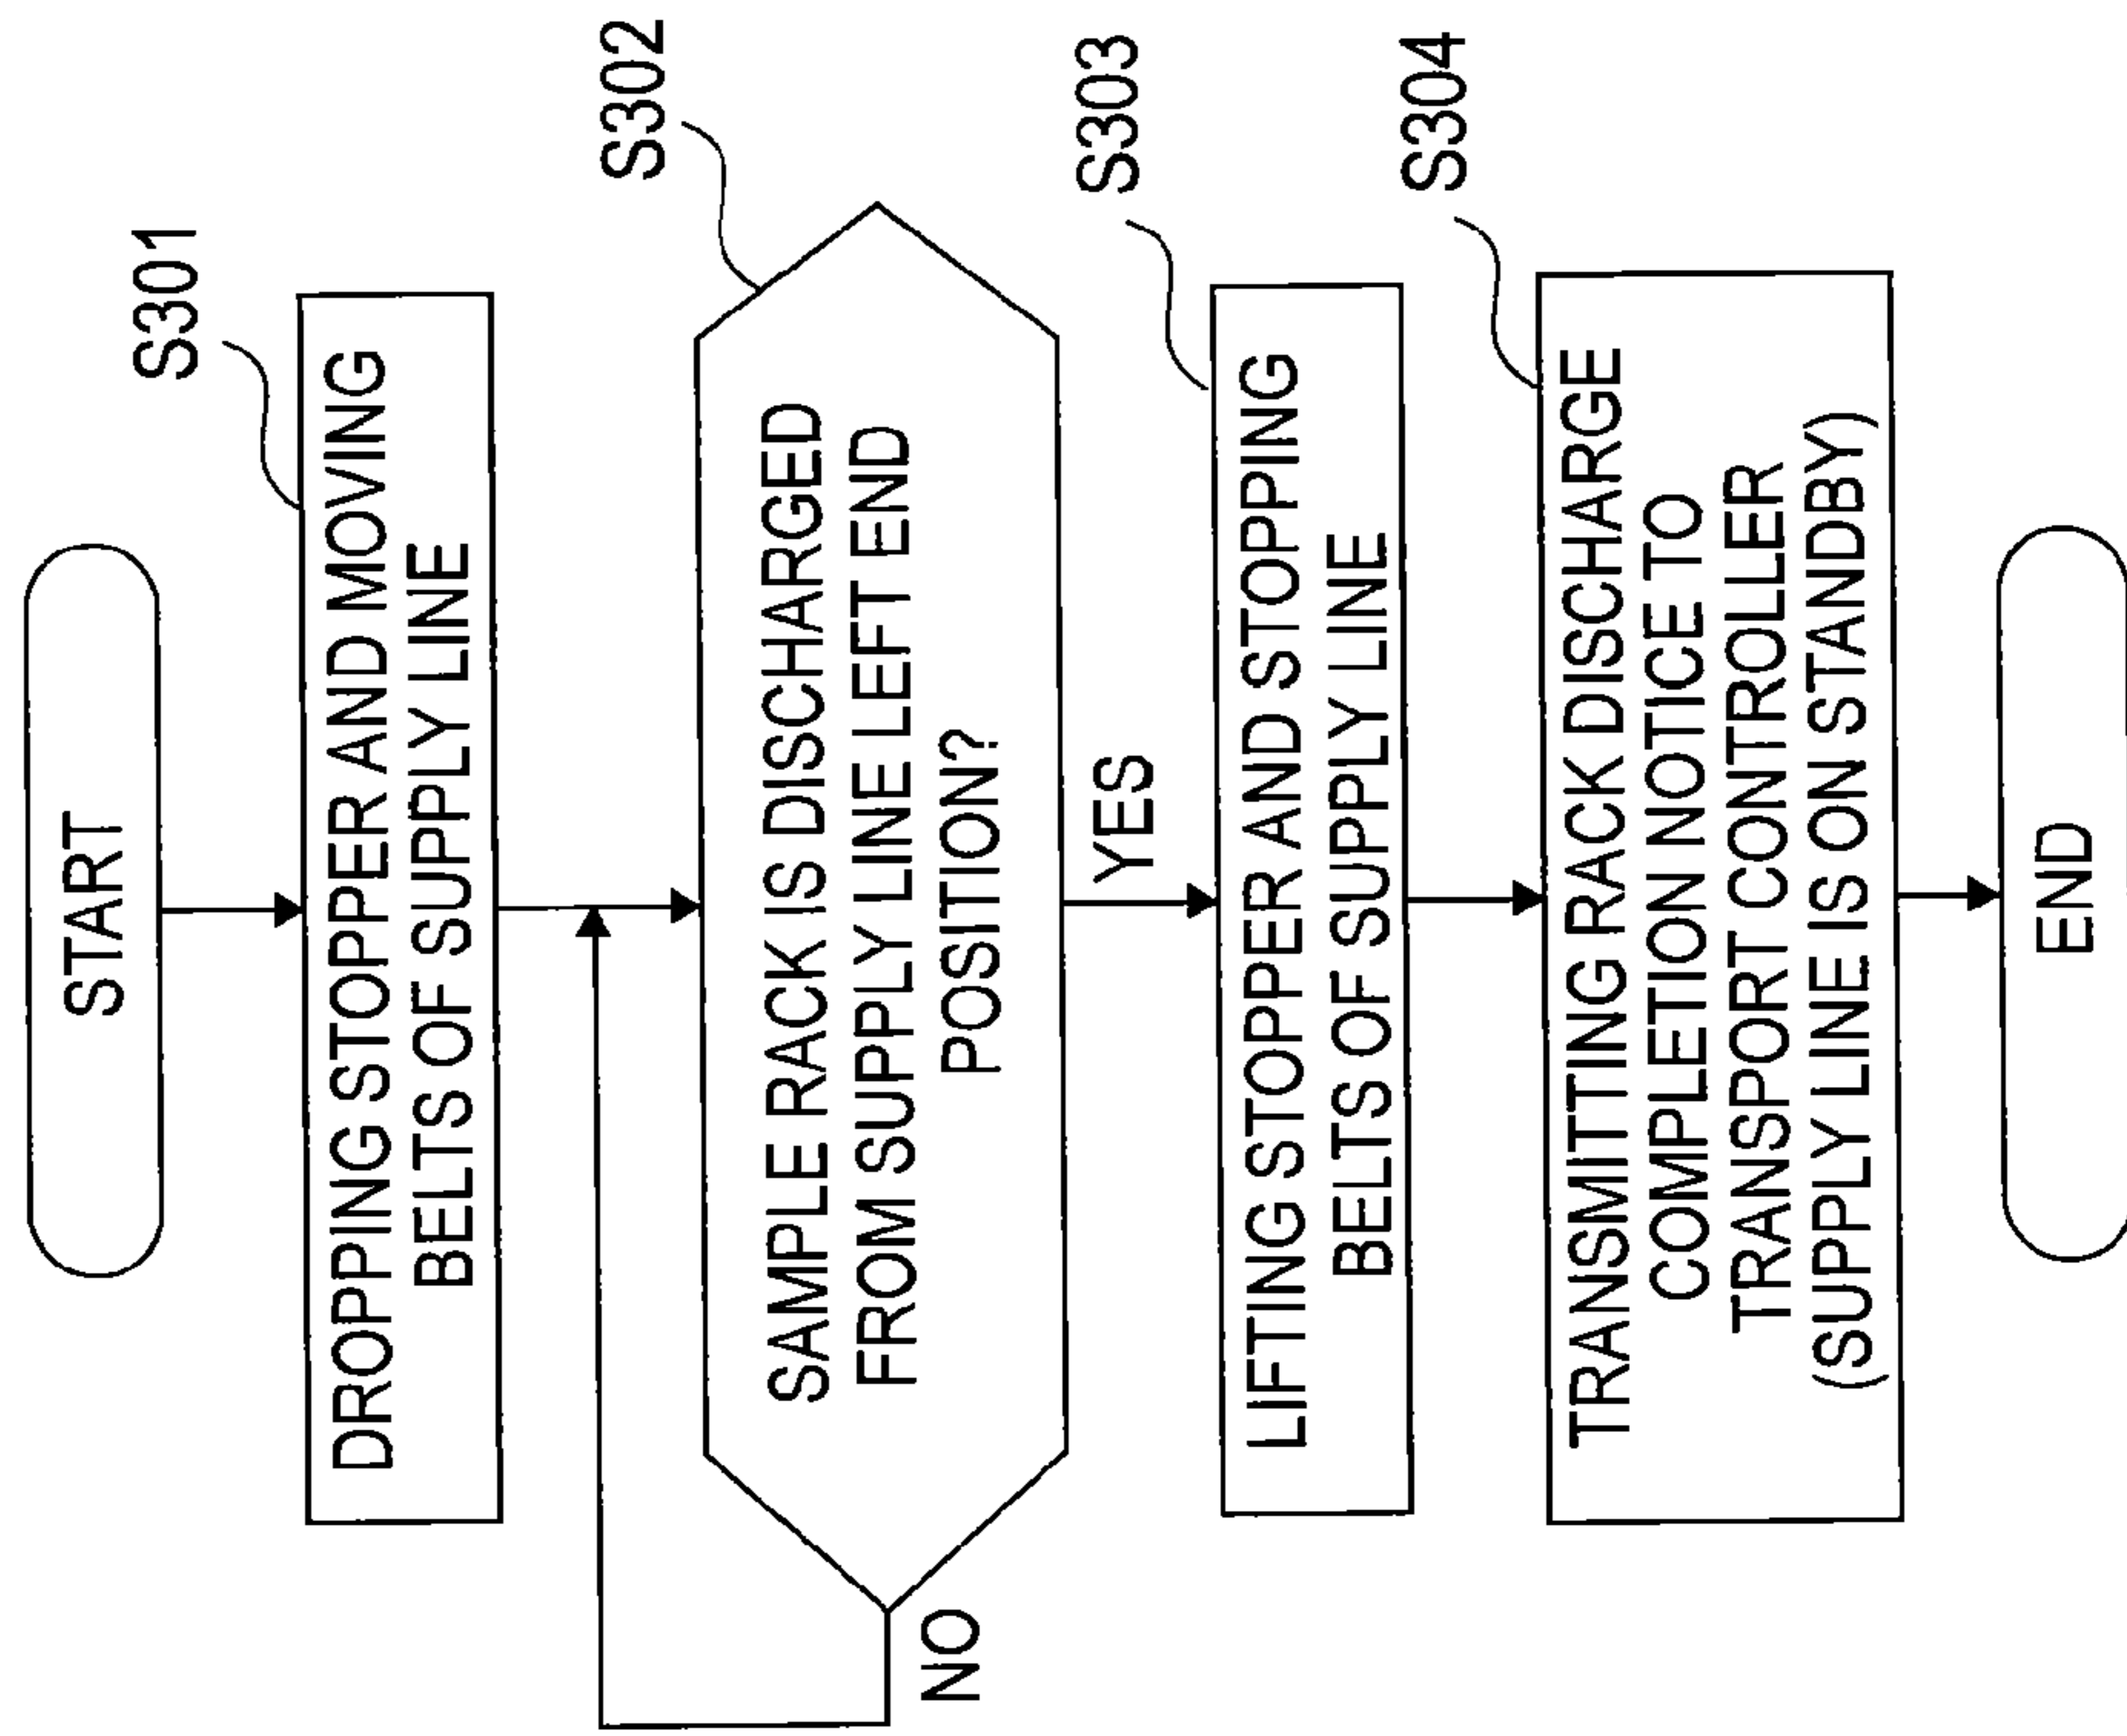 START
S301
DROPPING STOPPER AND MOVING
BELTS OF SUPPLY LINE
S302
SAMPLE RACK IS DISCHARGED
FROM SUPPLY LINE LEFT END
POSITION?
NO
YES
S303
LIFTING STOPPER AND STOPPING
BELTS OF SUPPLY LINE
S304
TRANSMITTING RACK DISCHARGE
COMPLETION NOTICE TO
TRANSPORT CONTROLLER
(SUPPLY LINE IS ON STANDBY)
END